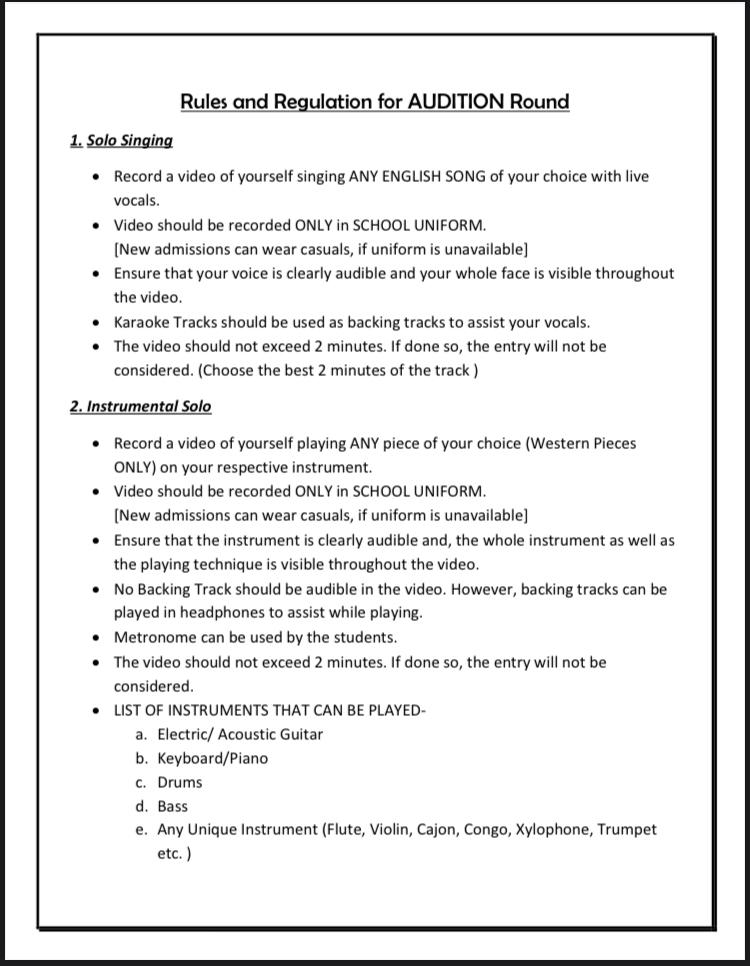 Rules and Regulation for AUDITION Round
1. Solo Singing
• Record a video of yourself singing ANY ENGLISH SONG of your choice with live
vocals.
• Video should be recorded ONLY in SCHOOL UNIFORM.
[New admissions can wear casuals, if uniform is unavailable]
• Ensure that your voice is clearly audible and your whole face is visible throughout
the video.
• Karaoke Tracks should be used as backing tracks to assist your vocals.
• The video should not exceed 2 minutes. If done so, the entry will not be
considered. (Choose the best 2 minutes of the track )
2. Instrumental Solo
• Record a video of yourself playing ANY piece of your choice (Western Pieces
ONLY) on your respective instrument.
• Video should be recorded ONLY in SCHOOL UNIFORM.
[New admissions can wear casuals, if uniform is unavailable]
• Ensure that the instrument is clearly audible and, the whole instrument as well as
the playing technique is visible throughout the video.
• No Backing Track should be audible in the video. However, backing tracks can be
played in headphones to assist while playing.
• Metronome can be used by the students.
• The video should not exceed 2 minutes. If done so, the entry will not be
considered.
• LIST OF INSTRUMENTS THAT CAN BE PLAYED-
a. Electric/ Acoustic Guitar
b. Keyboard/Piano
c. Drums
d. Bass
e. Any Unique Instrument (Flute, Violin, Cajon, Congo, Xylophone, Trumpet
etc. )